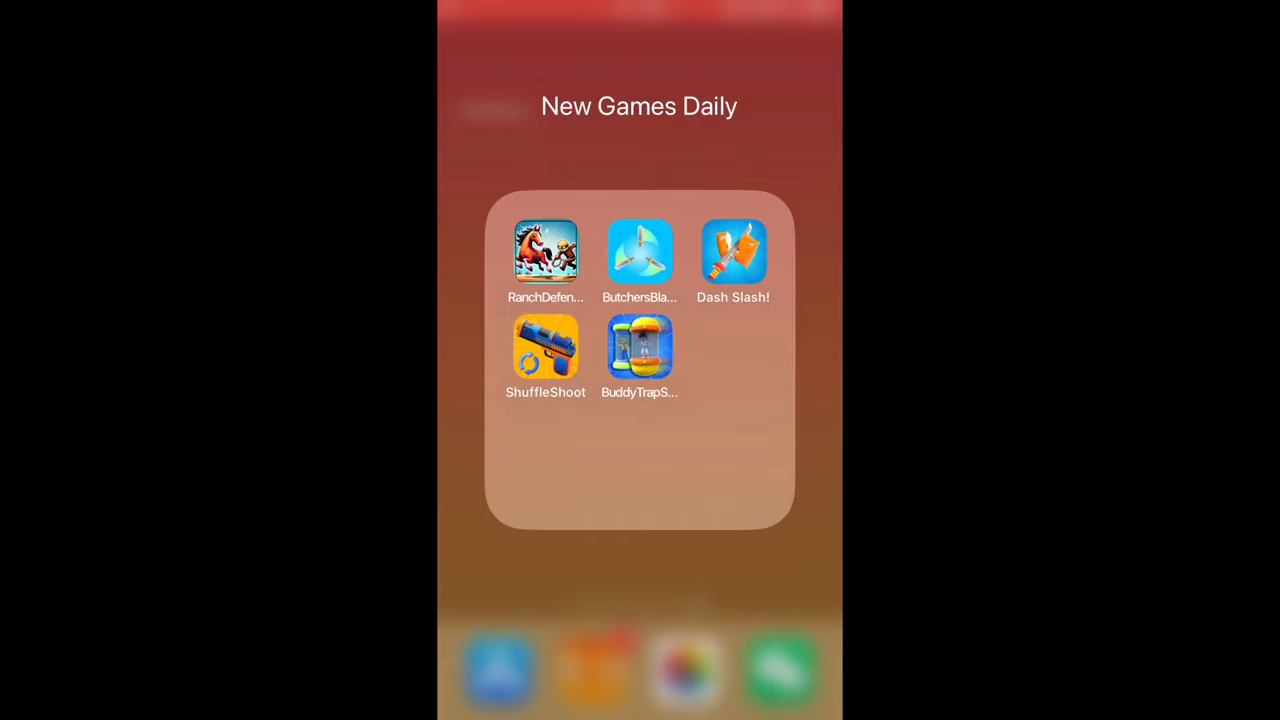 New Games Daily
RanchDefen...
ButchersBla...
Dash Slash!
ShuffleShoot
BuddyTrapS...